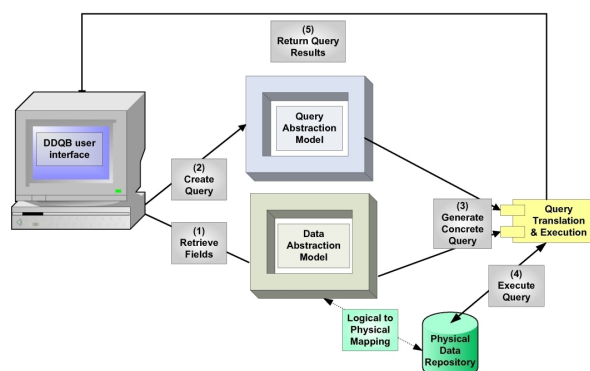 (5)
Return Query
Results
DDQB user
interface
Query
Abstraction
Model
(2)
Create
Query
(1)
Retrieve
Fields
Data
Abstraction
Model
(3)
Generate
Concrete
Query
Query
Translation
& Execution
(4)
Execute
Query
Logical to
Physical
Mapping
Physical
Data
Repository